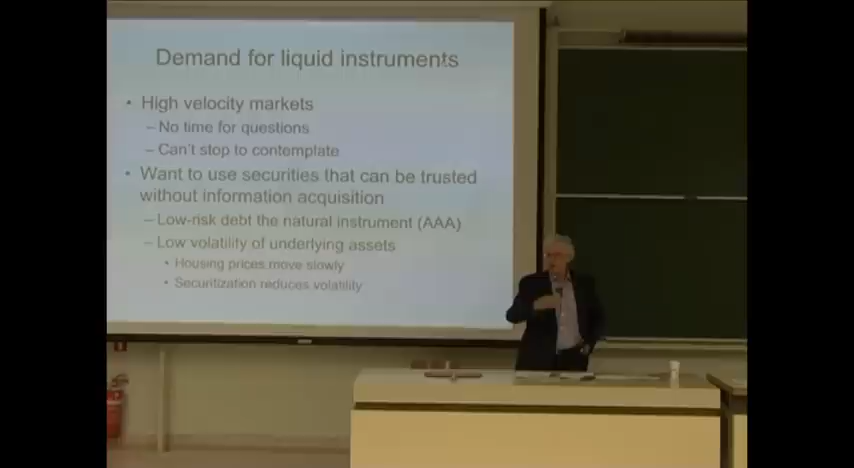 Demand for liquid instruments
• High velocity markets
– No time for questions
– Can't stop to contemplate
• Want to use securities that can be trusted
without information acquisition
– Low-risk debt the natural instrument (AAA)
– Low volatility of underlying assets
• Housing prices move slowly
• Securitization reduces volatility